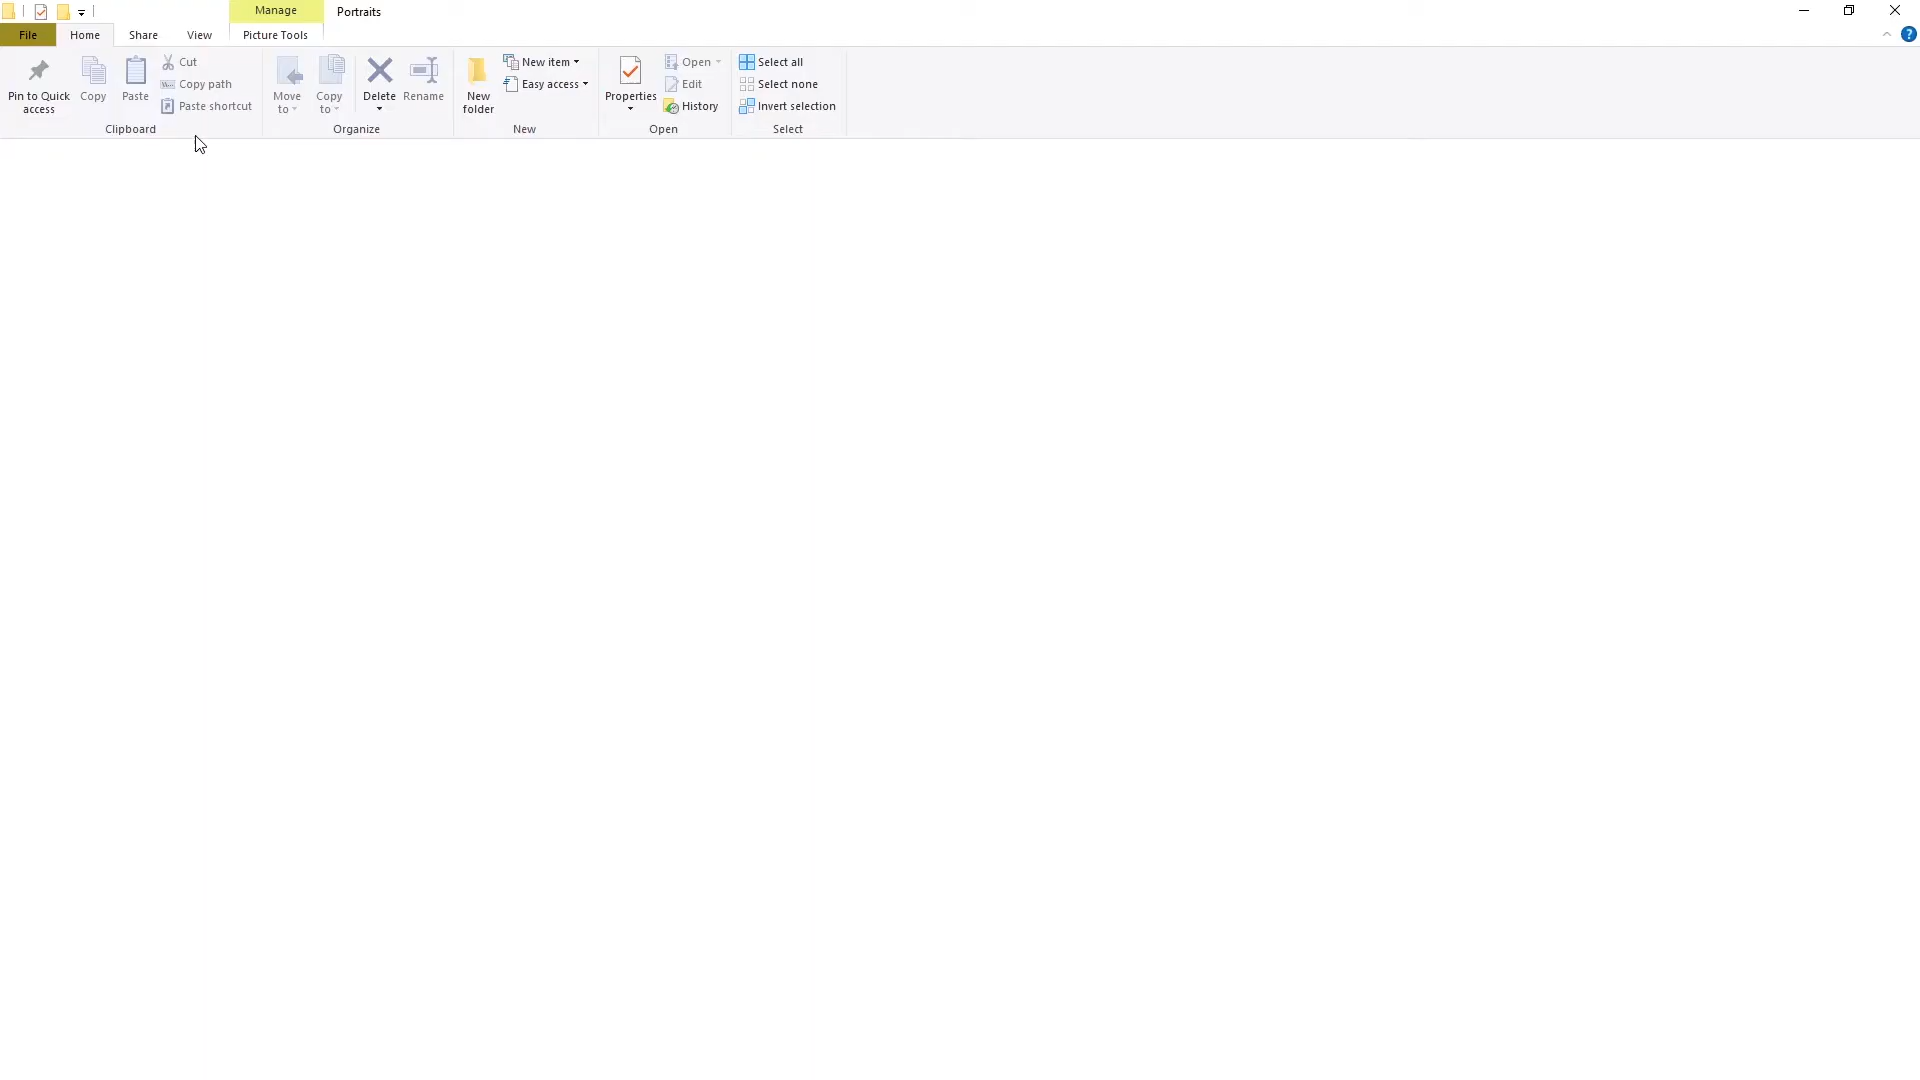 Manage
Portraits
File
Home
Share
View
Picture Tools
?
Pin to Quick
access
Copy
Paste
Cut
Copy path
Paste shortcut
Clipboard
Move
to
Copy
to
Delete
Rename
Organize
New
folder
New item
Easy access
New
Properties
Open
Edit
History
Open
Select all
Select none
Invert selection
Select